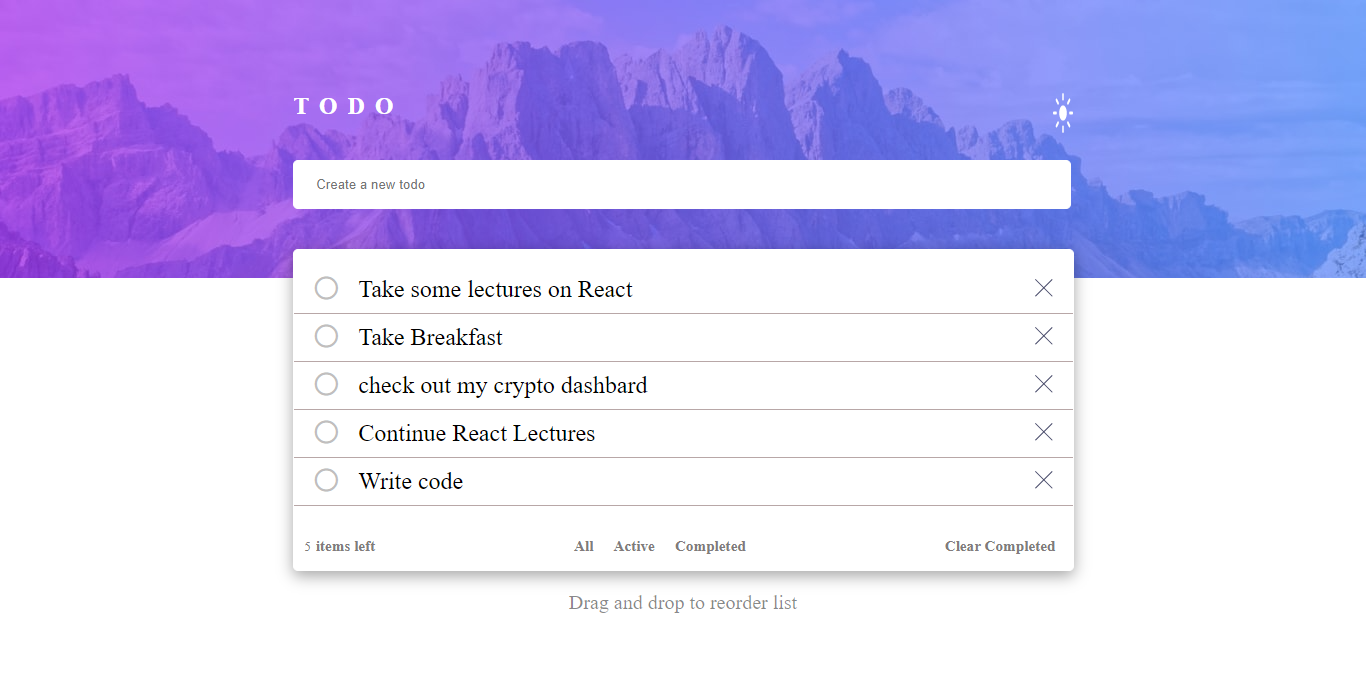 TODO
Create a new todo
Take some lectures on React
Take Breakfast
check out my crypto dashbard
Continue React Lectures
Write code
5 items left All Active Completed Clear Completed
Drag and drop to reorder list